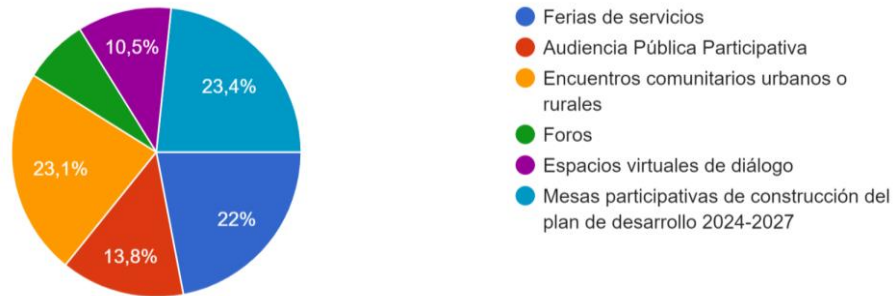 10,5%
23,4%
23,1%
22%
13,8%
Ferias de servicios
Audiencia Pública Participativa
Encuentros comunitarios urbanos o
rurales
Foros
Espacios virtuales de diálogo
Mesas participativas de construcción del
plan de desarrollo 2024-2027